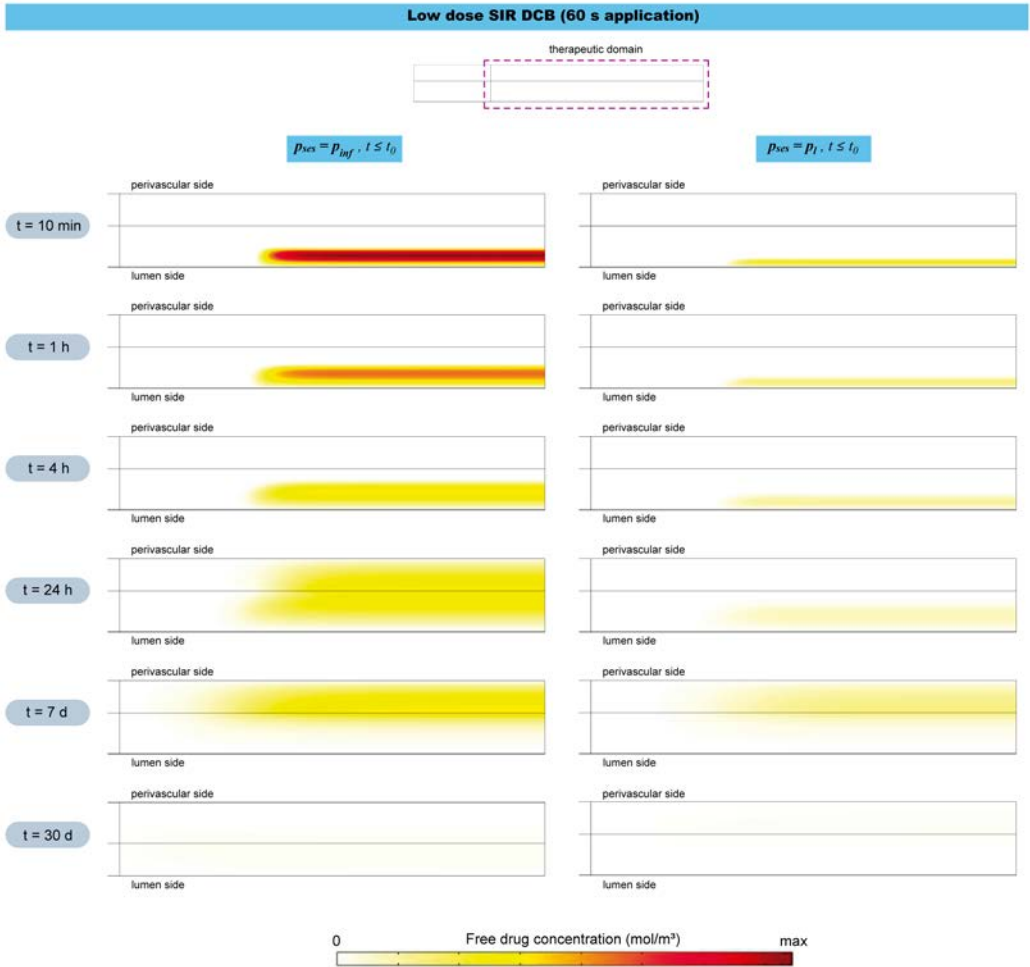 Low dose SIR DCB (60 s application)
therapeutic domain
pses = pinf , t ≤ t0
pses = pl , t ≤ t0
perivascular side
perivascular side
t = 10 min
lumen side
lumen side
perivascular side
perivascular side
t = 1 h
lumen side
lumen side
perivascular side
perivascular side
t = 4 h
lumen side
lumen side
perivascular side
perivascular side
t = 24 h
lumen side
lumen side
perivascular side
perivascular side
t = 7 d
lumen side
lumen side
perivascular side
perivascular side
t = 30 d
lumen side
lumen side
0 Free drug concentration (mol/m³) max